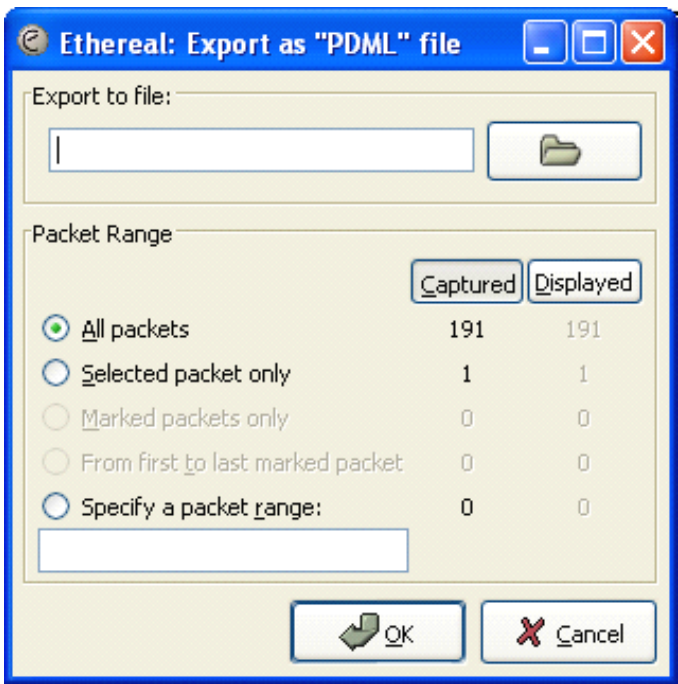 Ethereal: Export as "PDML" file
Export to file:
Packet Range
Captured Displayed
All packets 191 191
Selected packet only 1 1
Marked packets only 0 0
From first to last marked packet 0 0
Specify a packet range: 0 0
OK Cancel